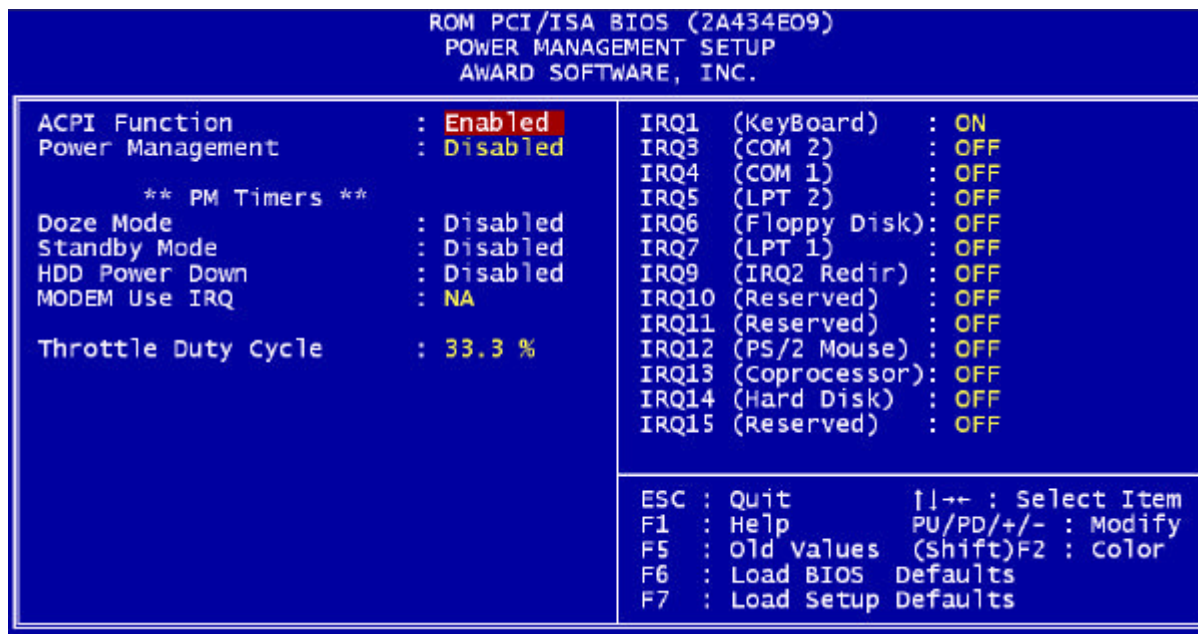 ROM PCI/ISA BIOS (2A434EO9)
POWER MANAGEMENT SETUP
AWARD SOFTWARE, INC.
ACPI Function : Enabled
Power Management : Disabled
** PM Timers **
Doze Mode : Disabled
Standby Mode : Disabled
HDD Power Down : Disabled
MODEM Use IRQ : NA
Throttle Duty Cycle : 33.3 %
IRQ1 (KeyBoard) : ON
IRQ3 (COM 2) : OFF
IRQ4 (COM 1) : OFF
IRQ5 (LPT 2) : OFF
IRQ6 (Floppy Disk): OFF
IRQ7 (LPT 1) : OFF
IRQ9 (IRQ2 Redir) : OFF
IRQ10 (Reserved) : OFF
IRQ11 (Reserved) : OFF
IRQ12 (PS/2 Mouse) : OFF
IRQ13 (Coprocessor): OFF
IRQ14 (Hard Disk) : OFF
IRQ15 (Reserved) : OFF
ESC : Quit ↑↓→← : Select Item
F1 : Help PU/PD/+/- : Modify
F5 : Old Values (Shift)F2 : Color
F6 : Load BIOS Defaults
F7 : Load Setup Defaults